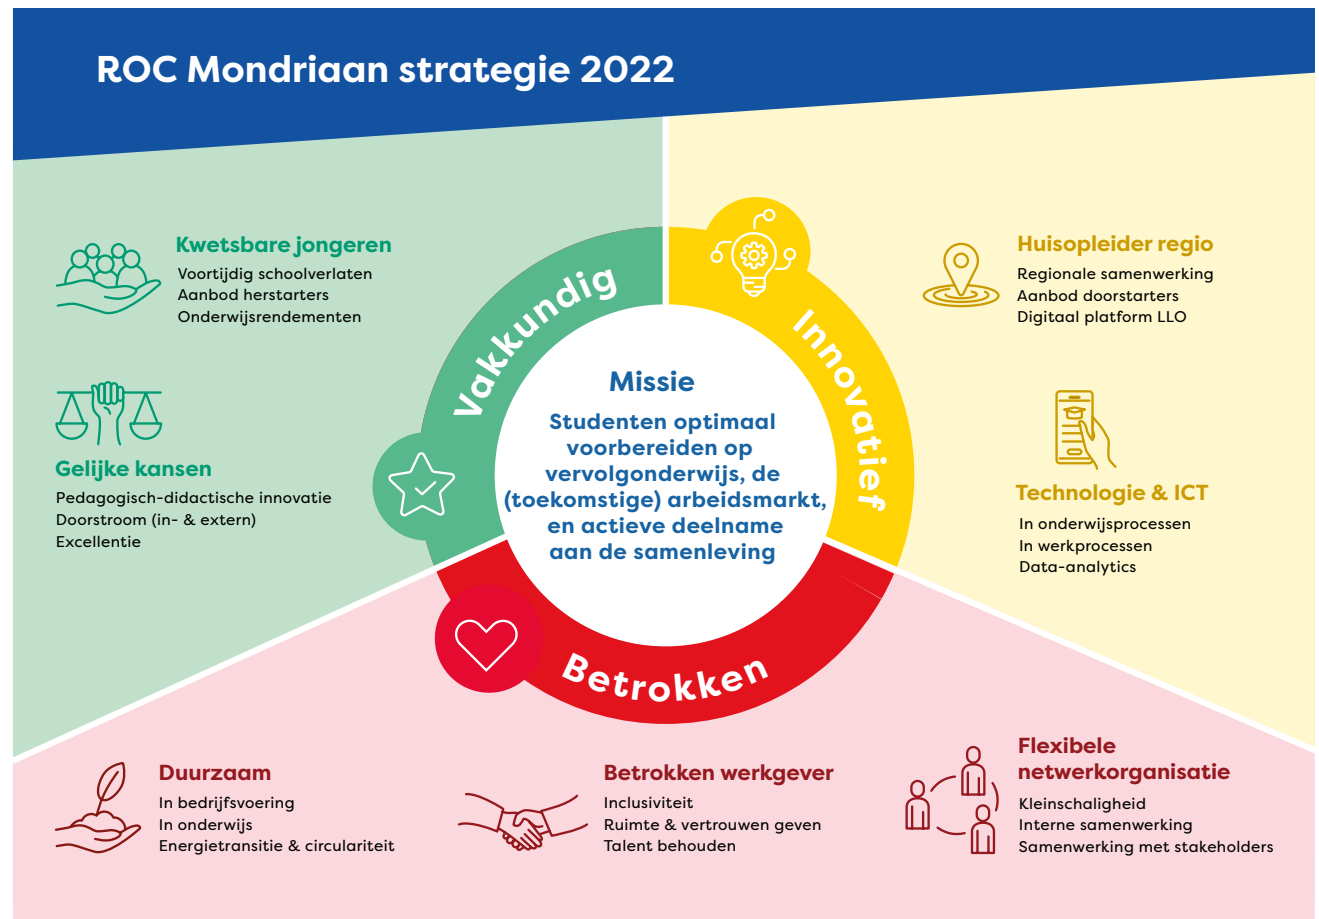 ROC Mondriaan strategie 2022
Kwetsbare jongeren
Voortijdig schoolverlaten
Aanbod herstarters
Onderwijsrendementen
Gelijke kansen
Pedagogisch-didactische innovatie
Doorstroom (in- & extern)
Excellentie
Vakkundig
Innovatief
Betrokken
Missie
Studenten optimaal
voorbereiden op
vervolgonderwijs, de
(toekomstige) arbeidsmarkt,
en actieve deelname
aan de samenleving
Huisopleider regio
Regionale samenwerking
Aanbod doorstarters
Digitaal platform LLO
Technologie & ICT
In onderwijsprocessen
In werkprocessen
Data-analytics
Duurzaam
In bedrijfsvoering
In onderwijs
Energietransitie & circulariteit
Betrokken werkgever
Inclusiviteit
Ruimte & vertrouwen geven
Talent behouden
Flexibele
netwerkorganisatie
Kleinschaligheid
Interne samenwerking
Samenwerking met stakeholders